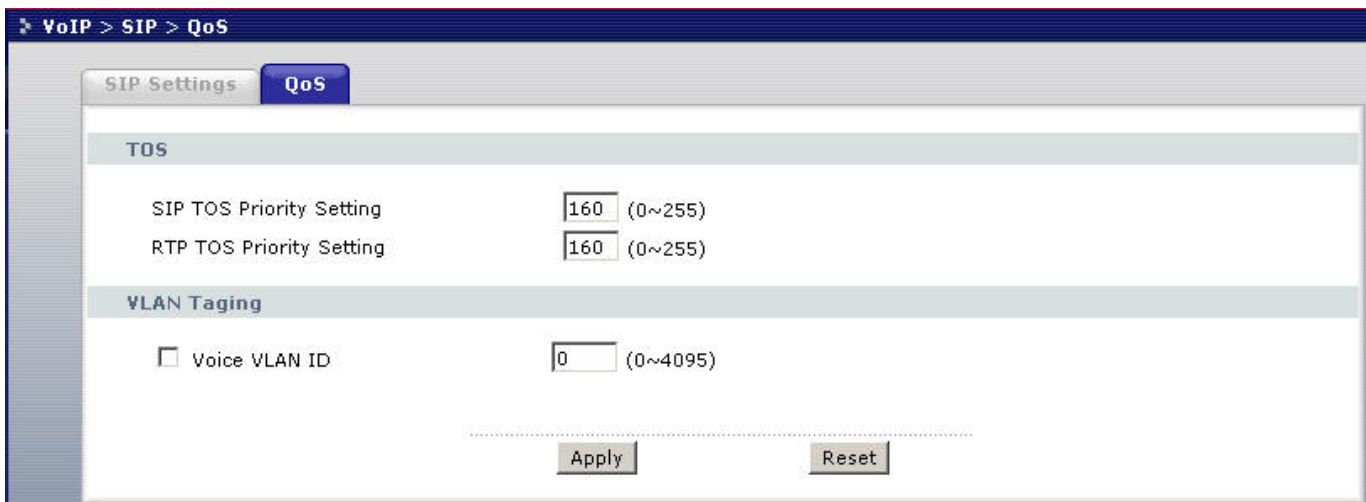 VoIP > SIP > QoS
SIP Settings QoS
TOS
SIP TOS Priority Setting 160 (0~255)
RTP TOS Priority Setting 160 (0~255)
VLAN Taging
Voice VLAN ID 0 (0~4095)
Apply Reset